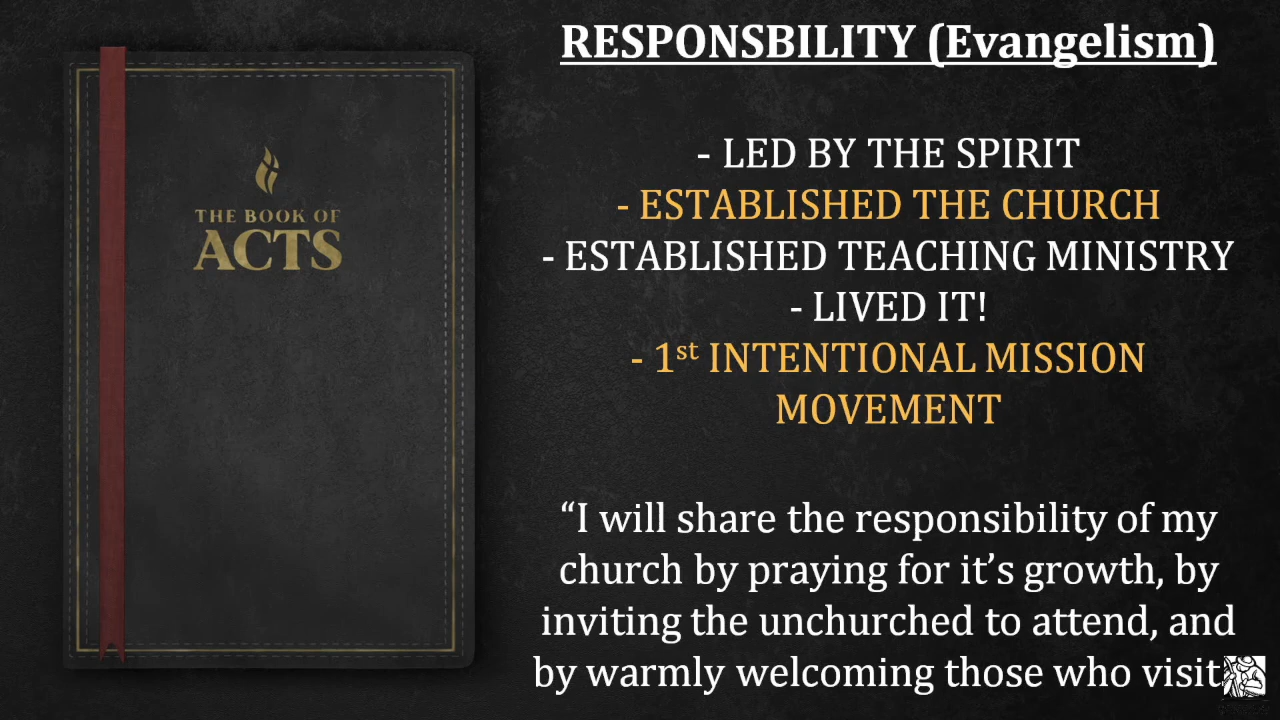 THE BOOK OF
ACTS
RESPONSBILITY (Evangelism)
- LED BY THE SPIRIT
- ESTABLISHED THE CHURCH
- ESTABLISHED TEACHING MINISTRY
- LIVED IT!
- 1st INTENTIONAL MISSION
MOVEMENT
“I will share the responsibility of my
church by praying for it’s growth, by
inviting the unchurched to attend, and
by warmly welcoming those who visit.